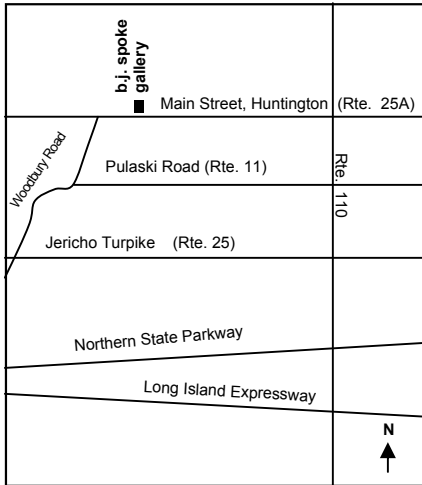 b.j. spoke
gallery
Main Street, Huntington (Rte. 25A)
Woodbury Road
Pulaski Road (Rte. 11)
Rte. 110
Jericho Turpike (Rte. 25)
Northern State Parkway
Long Island Expressway
N